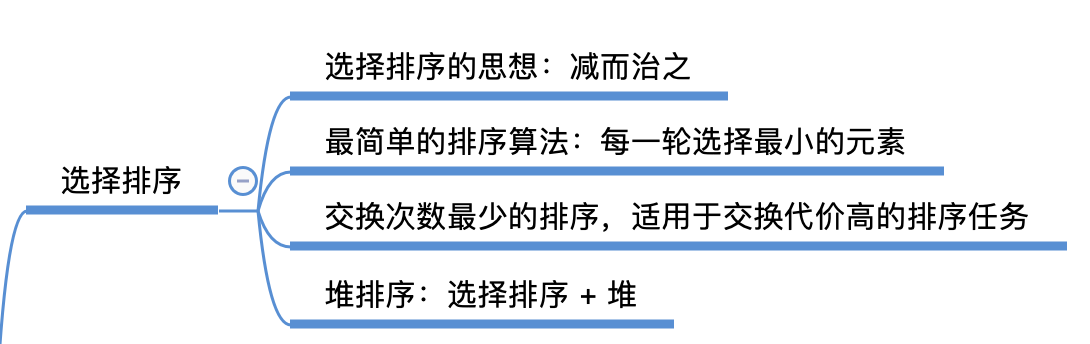 选择排序的思想：减而治之
最简单的排序算法：每一轮选择最小的元素
选择排序
交换次数最少的排序，适用于交换代价高的排序任务
堆排序：选择排序 + 堆